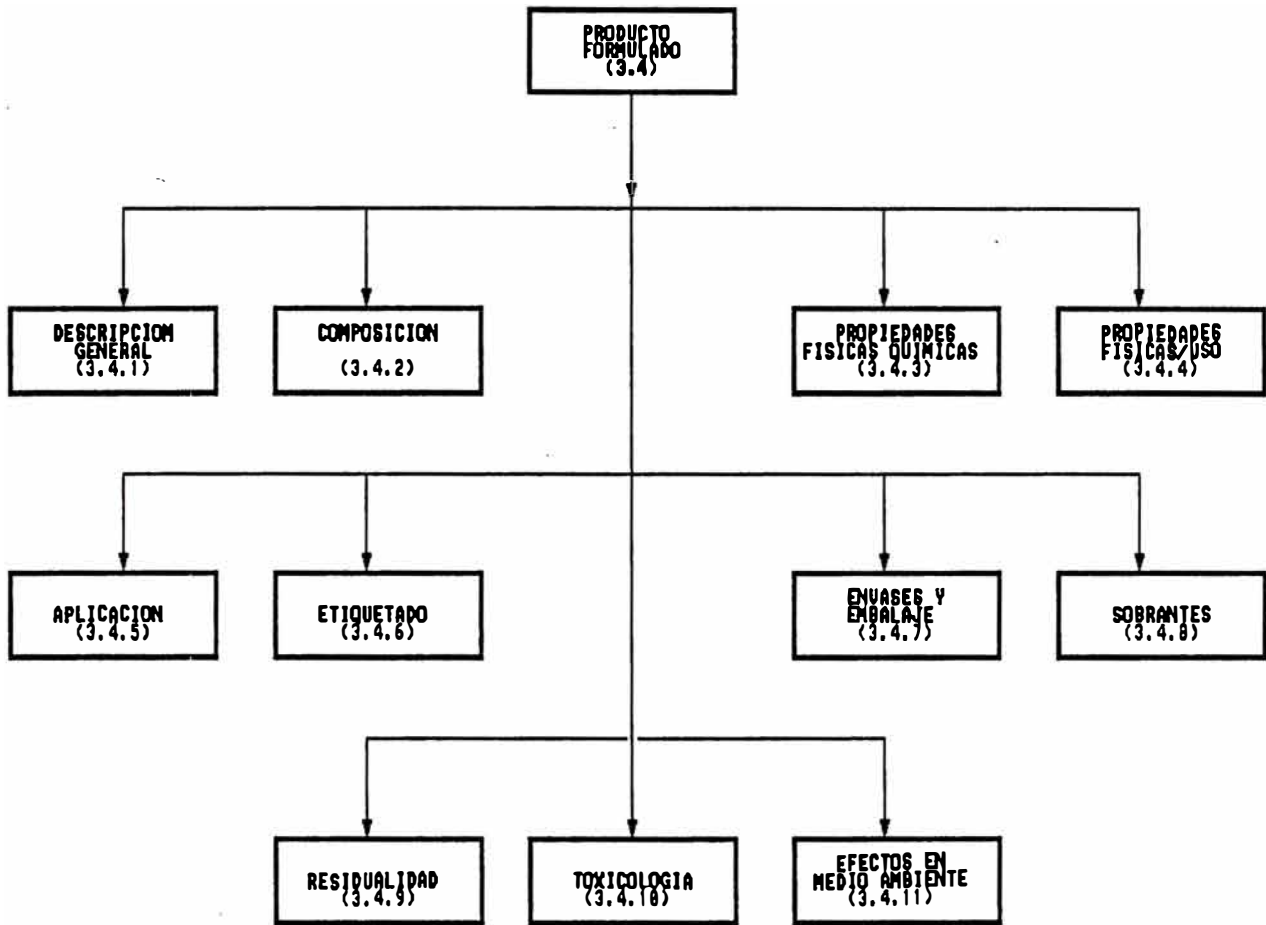 PRODUCTO
FORMULADO
(3.4)
DESCRIPCIOM
GENERAL
(3.4.1)
COMPOSICION
(3.4.2)
PROPIEDADES
FISICAS QUIMICAS
(3.4.3)
PROPIEDADES
FISICAS/USO
(3.4.4)
APLICACION
(3.4.5)
ETIQUETADO
(3.4.6)
ENVASES Y
EMBALAJE
(3.4.7)
SOBRANTES
(3.4.8)
RESIDUALIDAD
(3.4.9)
TOXICOLOGIA
(3.4.10)
EFECTOS EN
MEDIO AMBIENTE
(3.4.11)